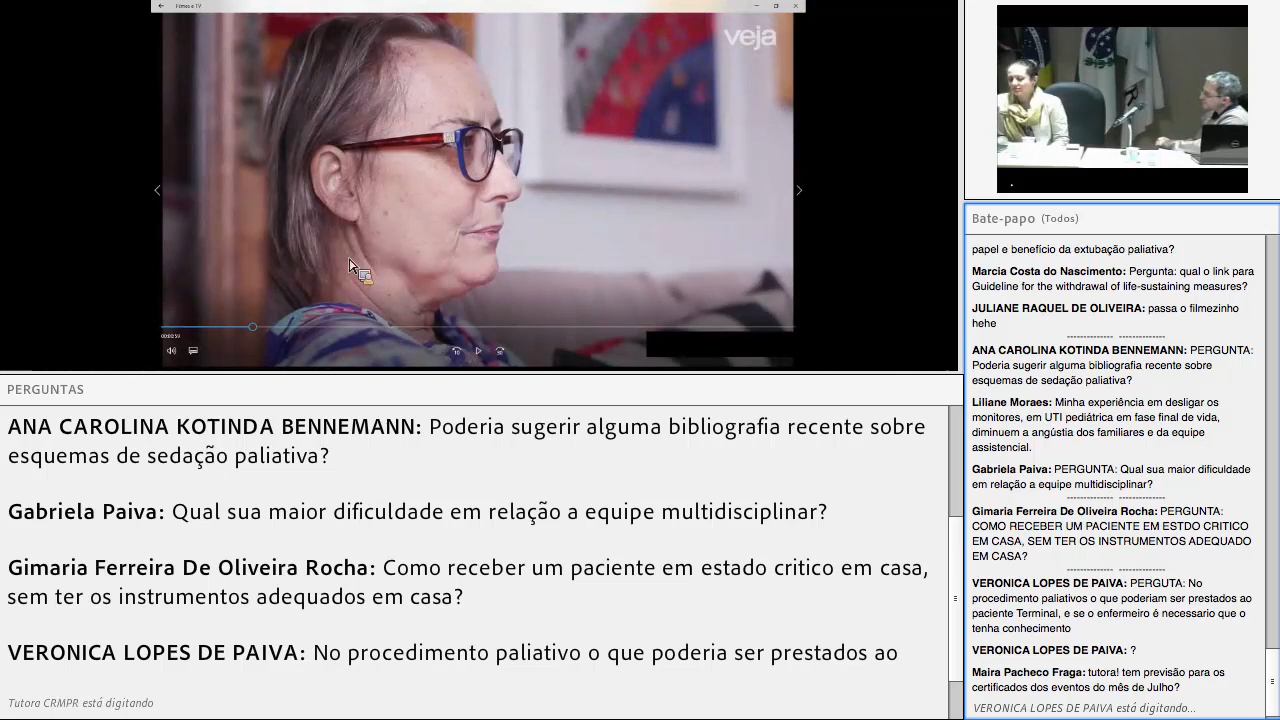 Filmes e TV
veja
00:00:59
10
30
PERGUNTAS
ANA CAROLINA KOTINDA BENNEMANN: Poderia sugerir alguma bibliografia recente sobre
esquemas de sedação paliativa?
Gabriela Paiva: Qual sua maior dificuldade em relação a equipe multidisciplinar?
Gimaria Ferreira De Oliveira Rocha: Como receber um paciente em estado critico em casa,
sem ter os instrumentos adequados em casa?
VERONICA LOPES DE PAIVA: No procedimento paliativo o que poderia ser prestados ao
Tutora CRMPR está digitando
Bate-papo (Todos)
papel e benefício da extubação paliativa?
Marcia Costa do Nascimento: Pergunta: qual o link para
Guideline for the withdrawal of life-sustaining measures?
JULIANE RAQUEL DE OLIVEIRA: passa o filmezinho
hehe
-------------- --------------
ANA CAROLINA KOTINDA BENNEMANN: PERGUNTA:
Poderia sugerir alguma bibliografia recente sobre
esquemas de sedação paliativa?
Liliane Moraes: Minha experiência em desligar os
monitores, em UTI pediátrica em fase final de vida,
diminuem a angústia dos familiares e da equipe
assistencial.
Gabriela Paiva: PERGUNTA: Qual sua maior dificuldade
em relação a equipe multidisciplinar?
-------------- --------------
Gimaria Ferreira De Oliveira Rocha: PERGUNTA:
COMO RECEBER UM PACIENTE EM ESTDO CRITICO
EM CASA, SEM TER OS INSTRUMENTOS ADEQUADO
EM CASA?
-------------- --------------
VERONICA LOPES DE PAIVA: PERGUTA: No
procedimento paliativos o que poderiam ser prestados ao
paciente Terminal, e se o enfermeiro é necessario que o
tenha conhecimento
VERONICA LOPES DE PAIVA: ?
Maira Pacheco Fraga: tutora! tem previsão para os
certificados dos eventos do mês de Julho?
VERONICA LOPES DE PAIVA está digitando...